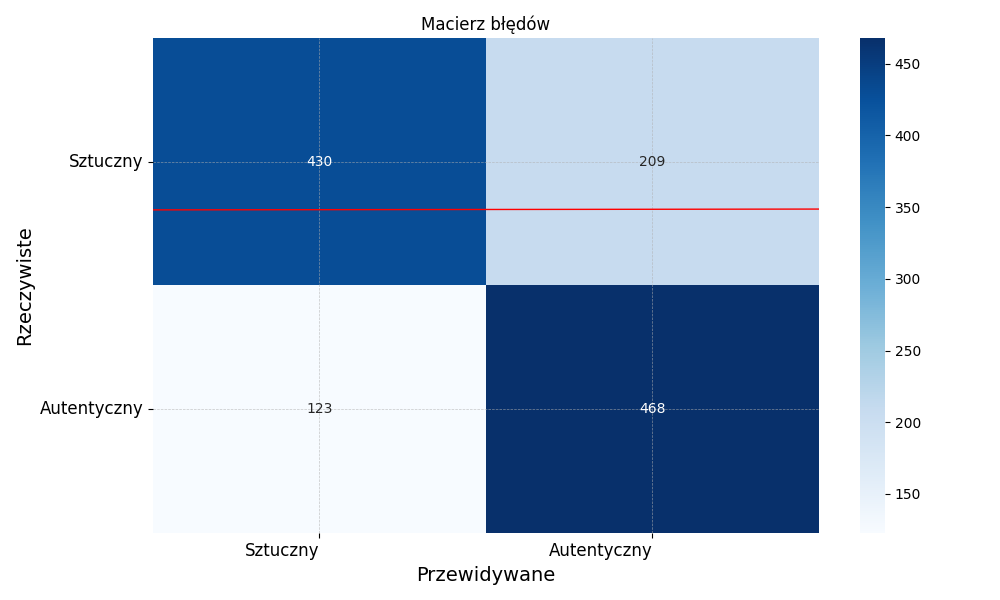 Macierz błędów
Sztuczny
430
209
Autentyczny
123
468
Sztuczny
Autentyczny
Przewidywane
Rzeczywiste
450
400
350
300
250
200
150